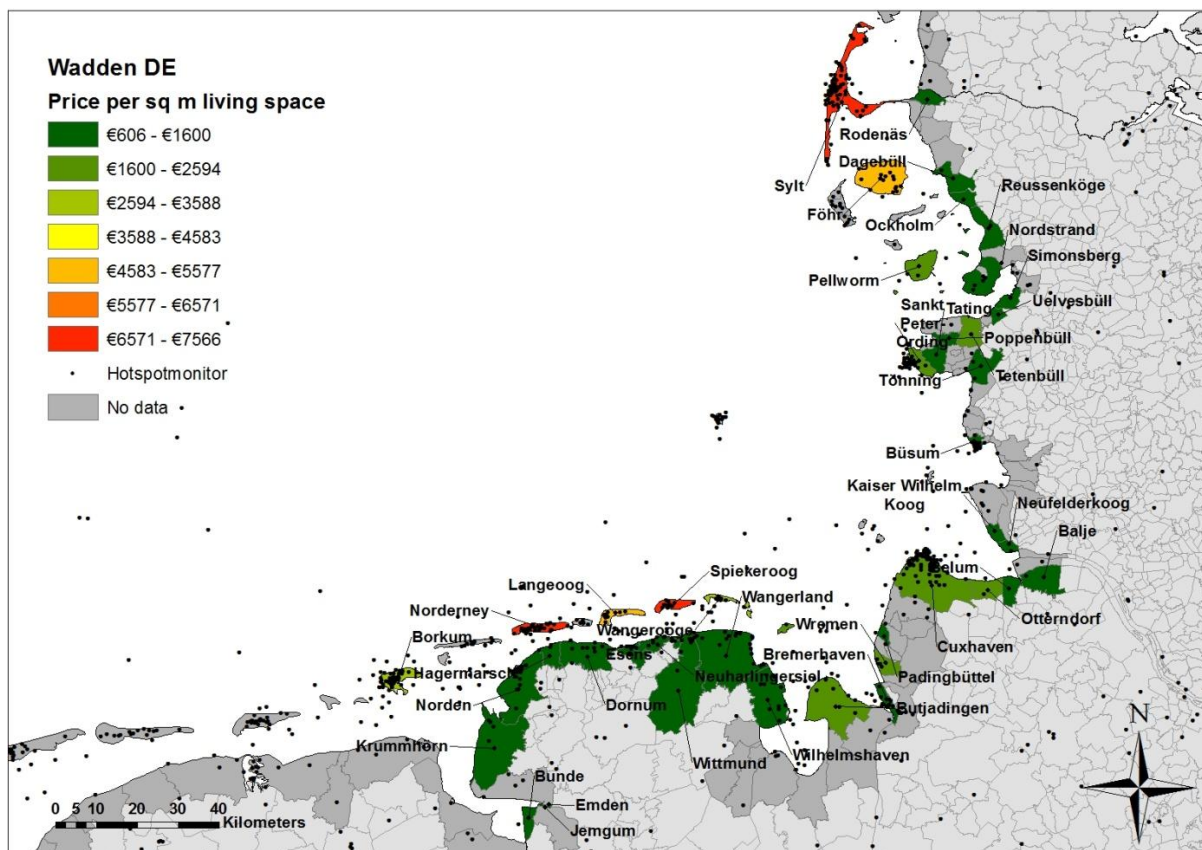 Wadden DE
Price per sq m living space
€606 - €1600
€1600 - €2594
€2594 - €3588
€3588 - €4583
€4583 - €5577
€5577 - €6571
€6571 - €7566
Hotspotmonitor
No data
Rodenäs
Dagebüll
Sylt
Reussenköge
Föhr
Ockholm
Nordstrand
Simonsberg
Pellworm
Sankt
Peter-
Ording
Tating
Uelvesbüll
Poppenbüll
Tönning
Tetenbüll
Büsum
Kaiser Wilhelm
Koog
Neufelderkoog
Balje
Belum
Spiekeroog
Langeoog
Wangerland
Norderney
Otterndorf
Wangerooge
Wremen
Borkum
Cuxhaven
Esens
Bremerhaven
Hagermarsch
Neuharlingersiel
Padingbüttel
Norden
Dornum
Butjadingen
Krummhörn
Wilhelmshaven
Wittmund
Bunde
Emden
Jemgum
N
0 5 10 20 30 40
Kilometers